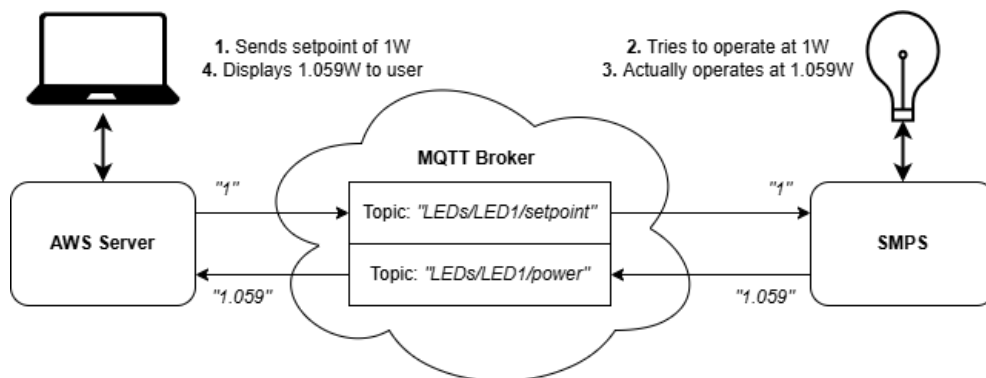 1. Sends setpoint of 1W
4. Displays 1.059W to user
2. Tries to operate at 1W
3. Actually operates at 1.059W
MQTT Broker
"1"
Topic: "LEDs/LED1/setpoint"
"1"
AWS Server
SMPS
Topic: "LEDs/LED1/power"
"1.059"
"1.059"